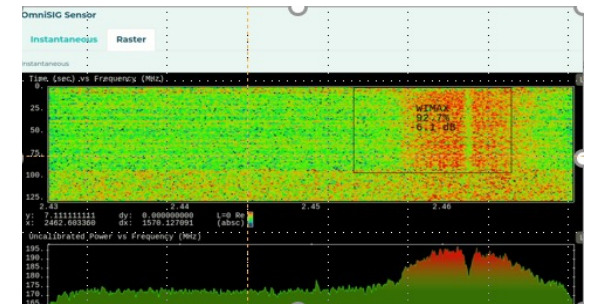 OmniSIG Sensor
Instantaneous Raster
Instantaneous
Time (sec) vs Frequency (MHz)
0.
25.
WIMAX
92.7%
-6.1 dB
50.
75.
100.
125.
2.43 2.44 2.45 2.46
y: 7.111111111 dy: 0.000000000 L=0 Re
x: 2462.603360 dx: 1570.127091 (absc)
Uncalibrated Power vs Frequency (MHz)
195.
190.
185.
180.
175.
170.
165.